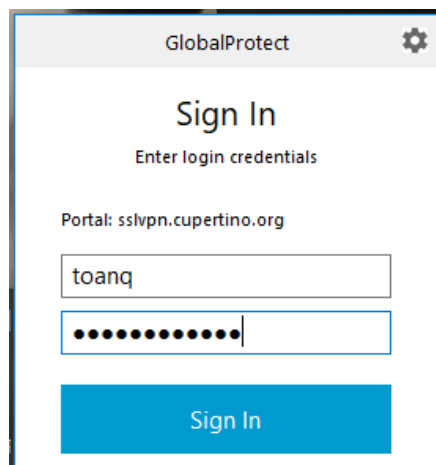 GlobalProtect
Sign In
Enter login credentials
Portal: sslvpn.cupertino.org
toanq
●●●●●●●●●●●●
Sign In